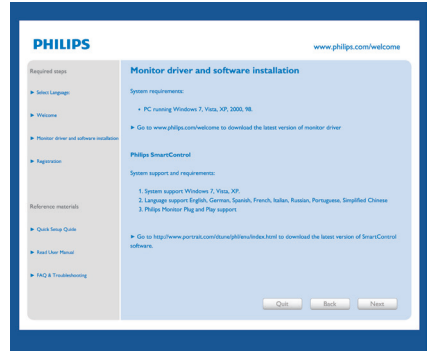 PHILIPS
www.philips.com/welcome
Required steps
► Select Language:
► Welcome
► Monitor driver and software installation
► Registration
Reference materials
► Quick Setup Quide
► Read User Manual
► FAQ & Troubleshooting
Monitor driver and software installation
System requirements:
• PC running Windows 7, Vista, XP, 2000, 98.
► Go to www.philips.com/welcome to download the latest version of monitor driver
Philips SmartControl
System support and requirements:
1. System support Windows 7, Vista, XP.
2. Language support English, German, Spanish, French, Italian, Russian, Portuguese, Simplified Chinese
3. Philips Monitor Plug and Play support
► Go to http://www.portrait.com/dtune/phl/enu/index.html to download the latest version of SmartControl
software.
Quit
Back
Next